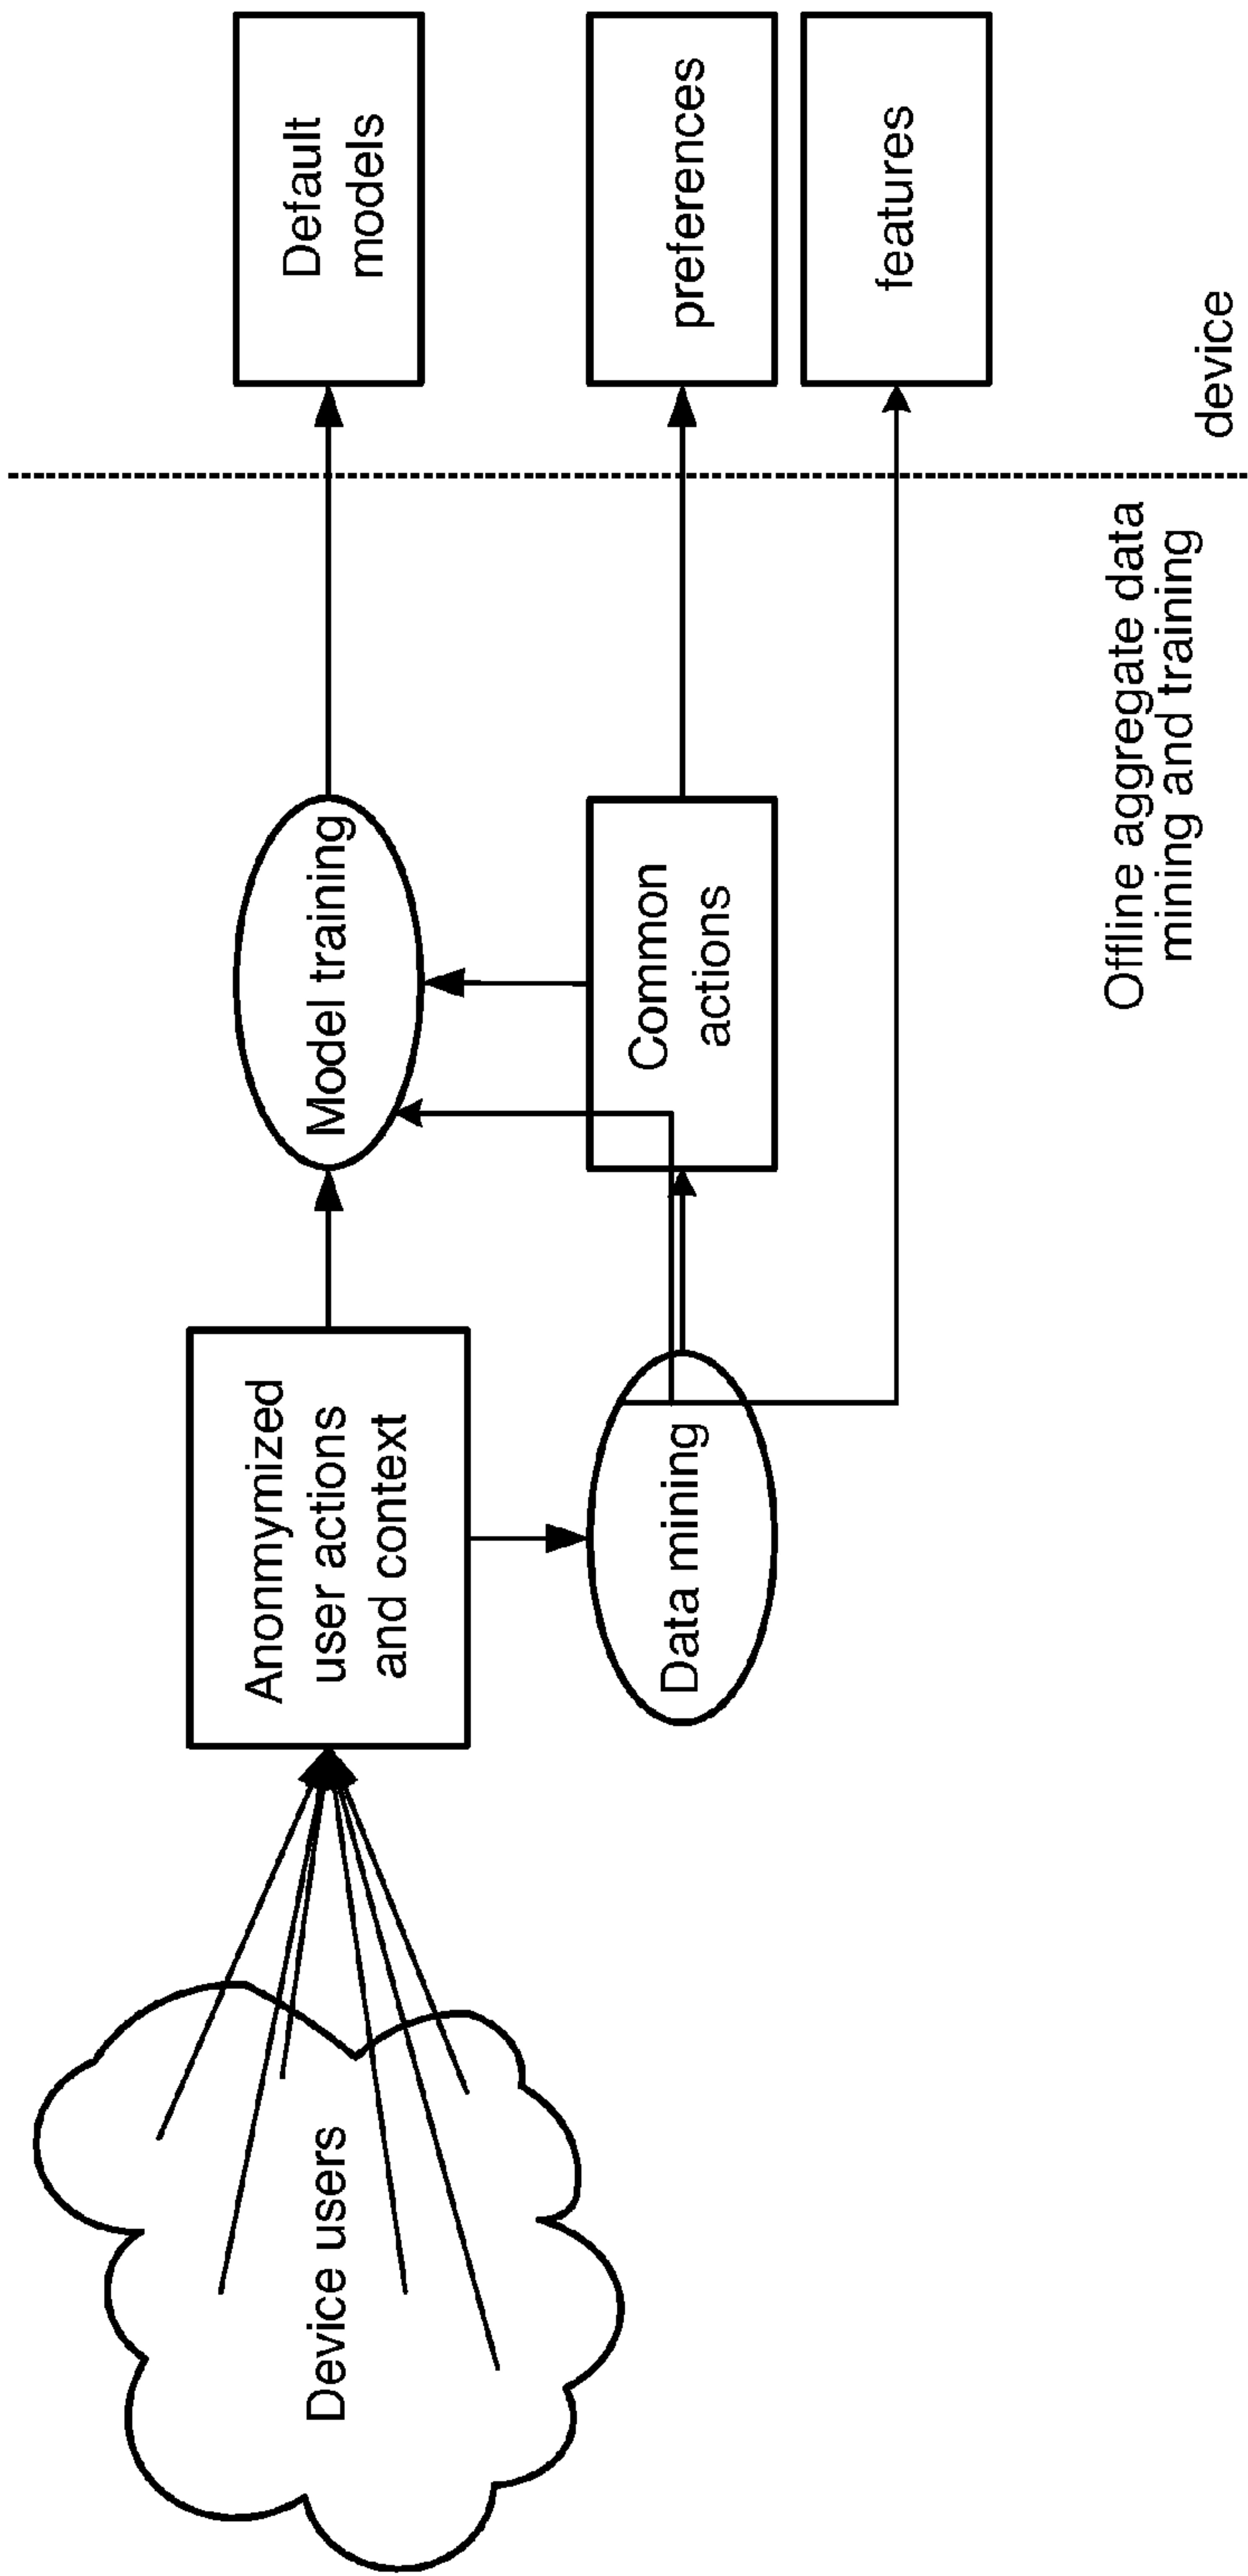 Device users
Anonmymized
user actions
and context
Model training
Default
models
Data mining
Common
actions
preferences
features
Offline aggregate data
mining and training
device